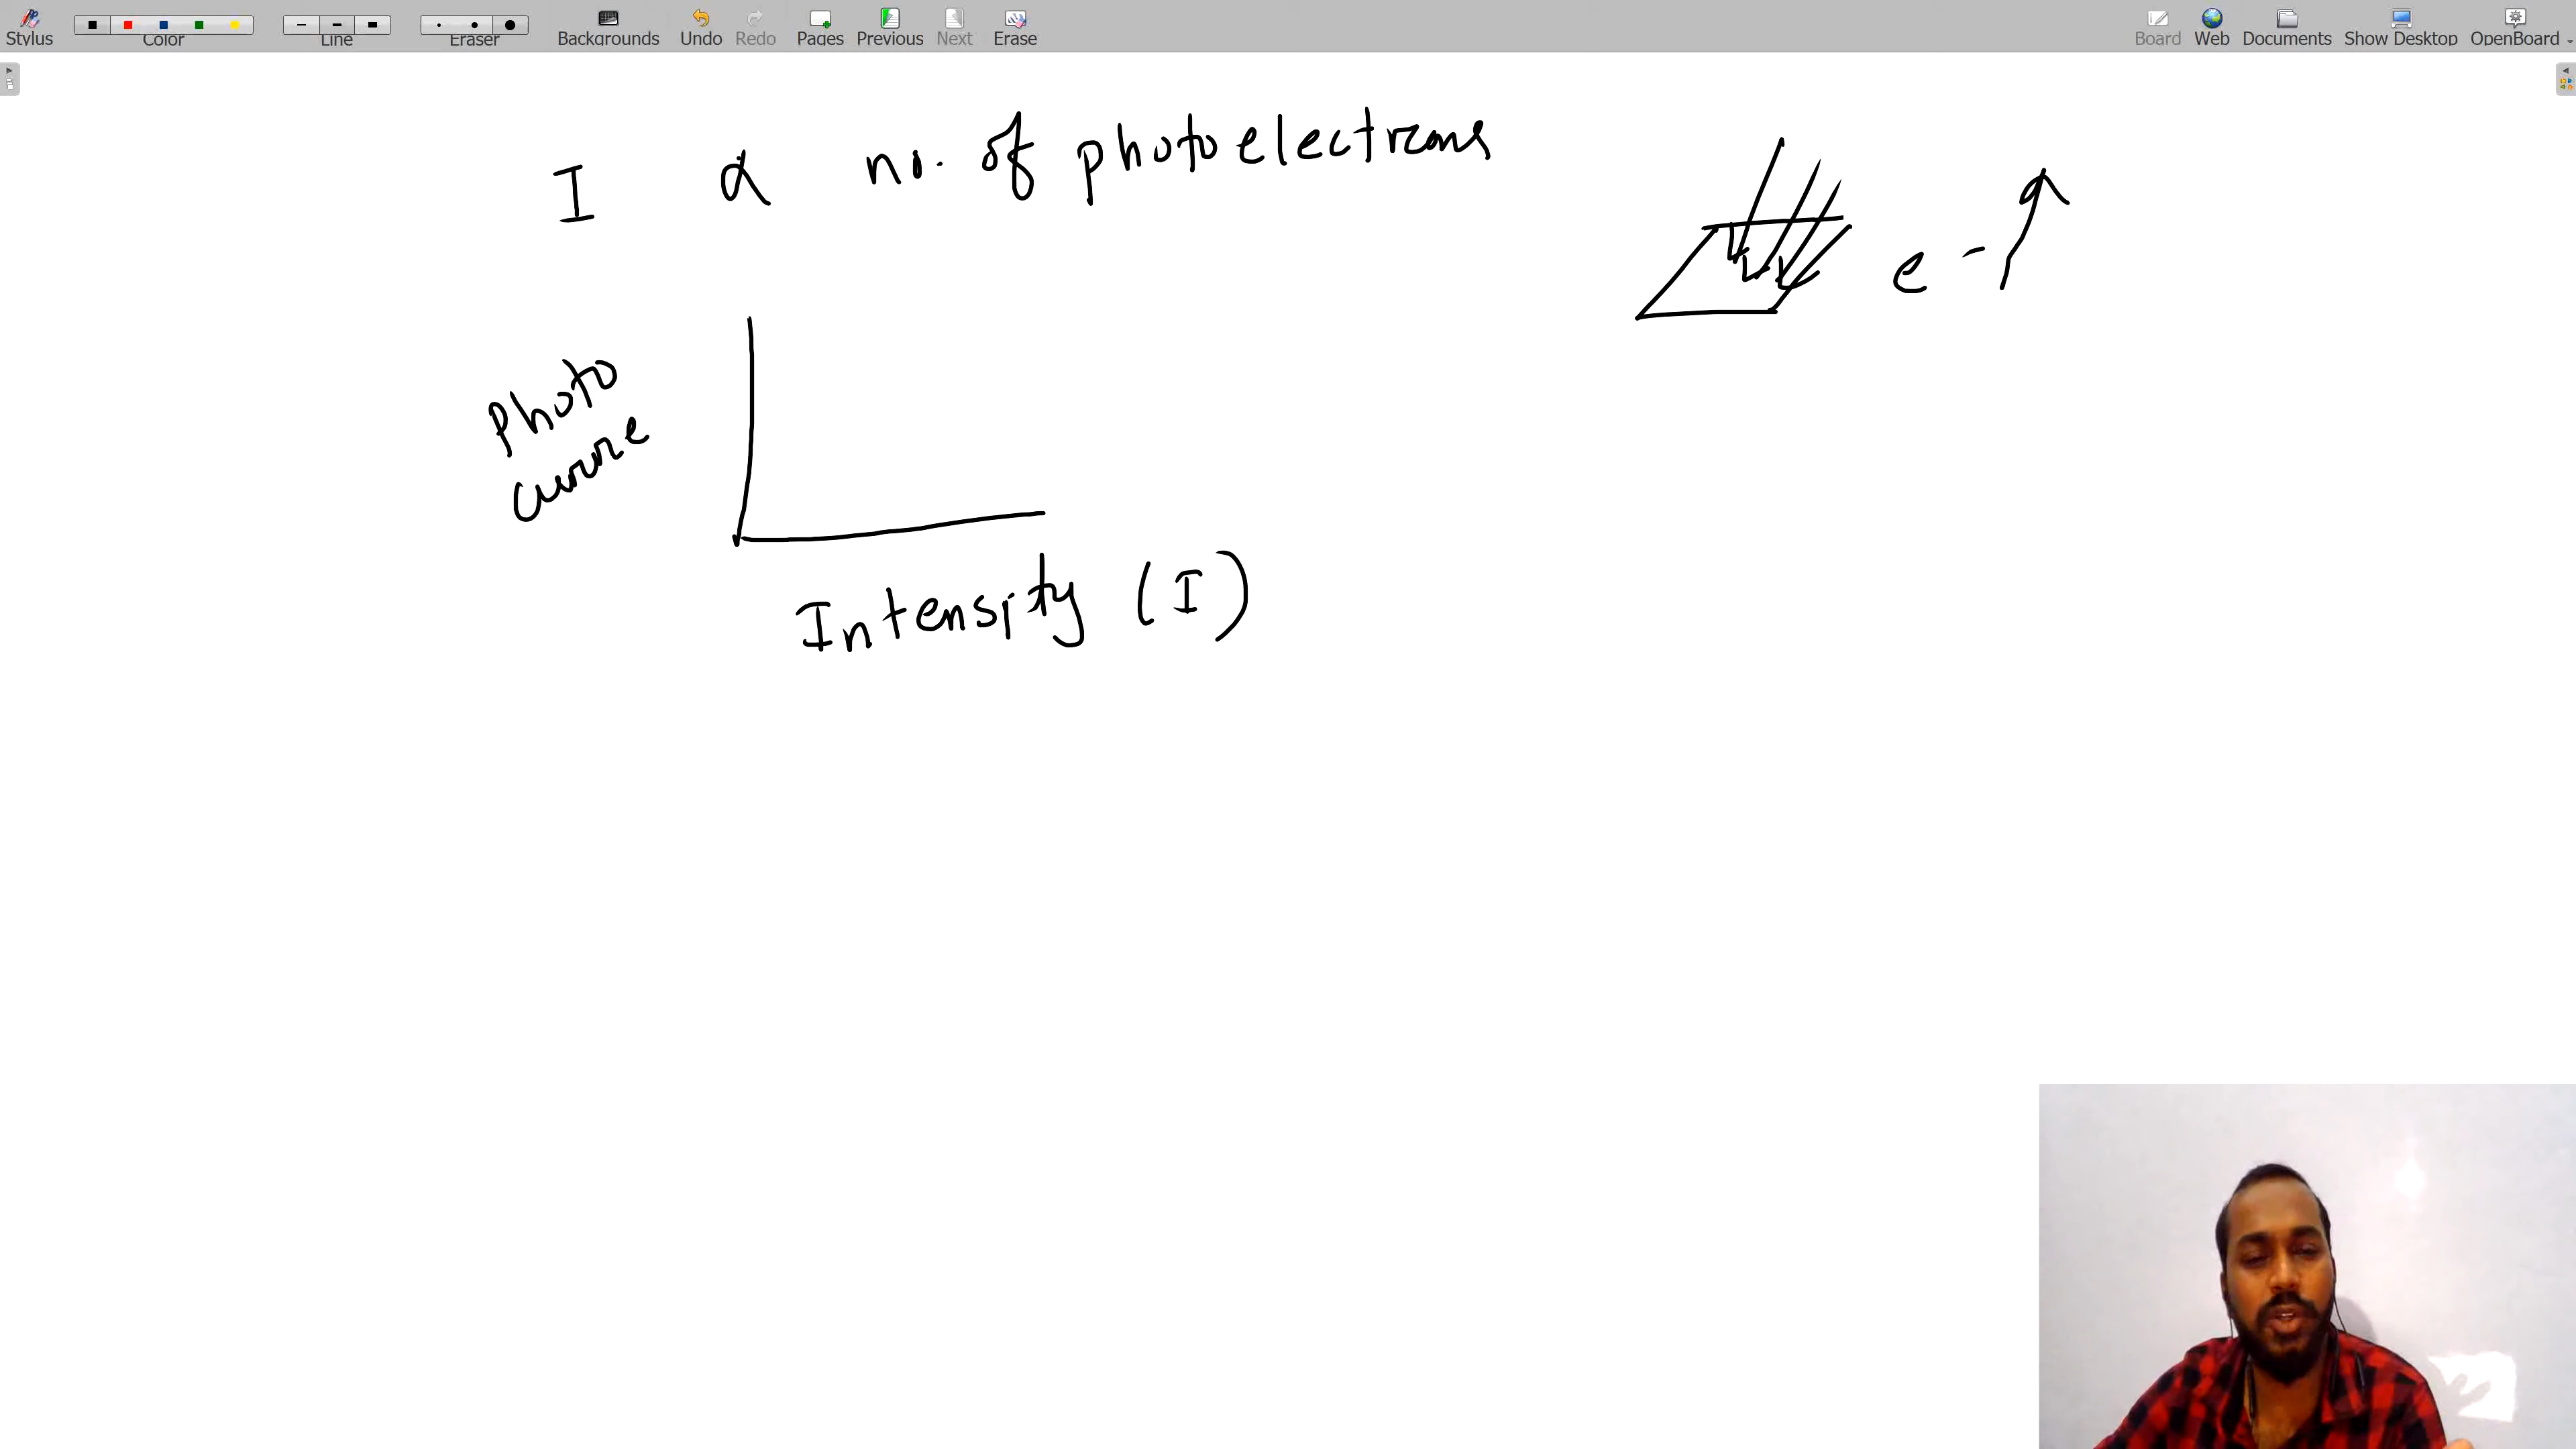 Stylus Color Line Eraser Backgrounds Undo Redo Pages Previous Next Erase Board Web Documents Show Desktop OpenBoard
I α no. of photoelectrons
e -
Photo
curre
Intensity (I)